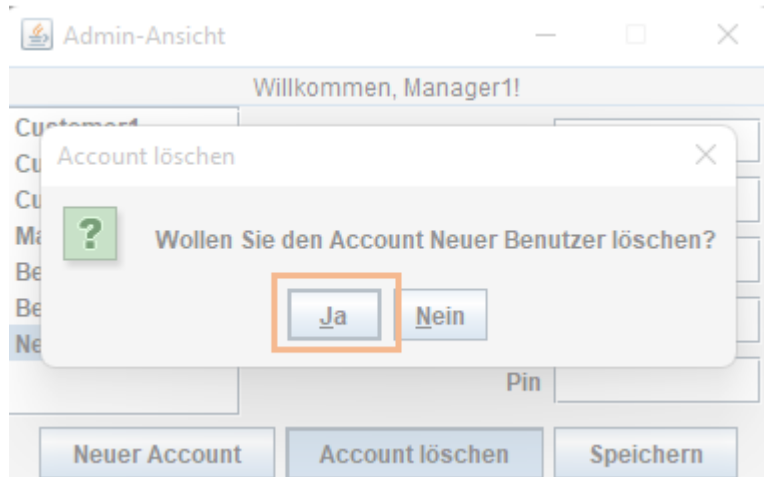 Admin-Ansicht
Willkommen, Manager1!
Account löschen
Wollen Sie den Account Neuer Benutzer löschen?
Ja
Nein
Pin
Neuer Account
Account löschen
Speichern